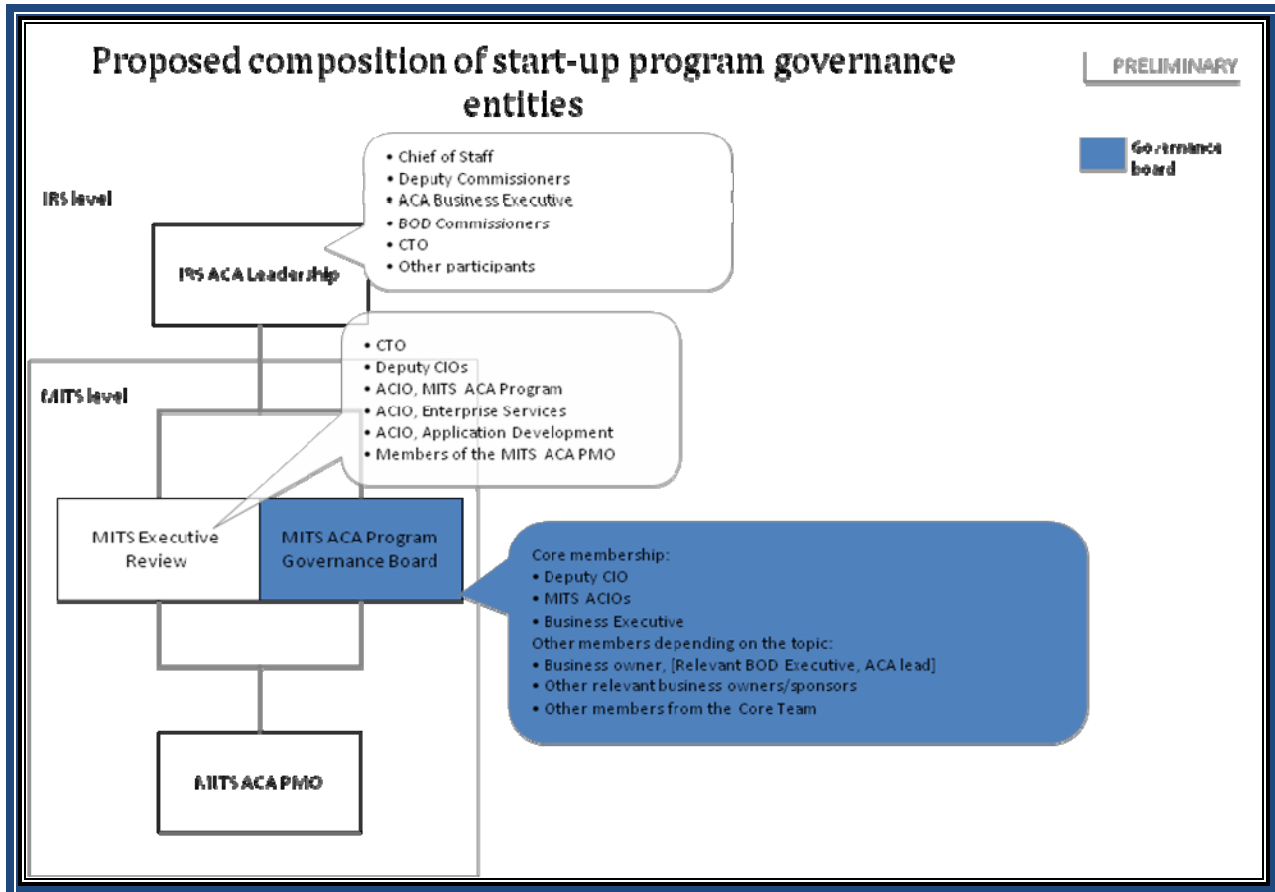 Proposed composition of start-up program governance
entities
PRELIMINARY
Governance
board
• Chief of Staff
• Deputy Commissioners
• ACA Business Executive
• BOD Commissioners
• CTO
• Other participants
IRS level
IRS ACA Leadership
• CTO
• Deputy CIOs
• ACIO, MITS ACA Program
• ACIO, Enterprise Services
• ACIO, Application Development
• Members of the MITS ACA PMO
MITS level
MITS Executive
Review
MITS ACA Program
Governance Board
Core membership:
• Deputy CIO
• MITS ACIOs
• Business Executive
Other members depending on the topic:
• Business owner, [Relevant BOD Executive, ACA lead]
• Other relevant business owners/sponsors
• Other members from the Core Team
MITS ACA PMO